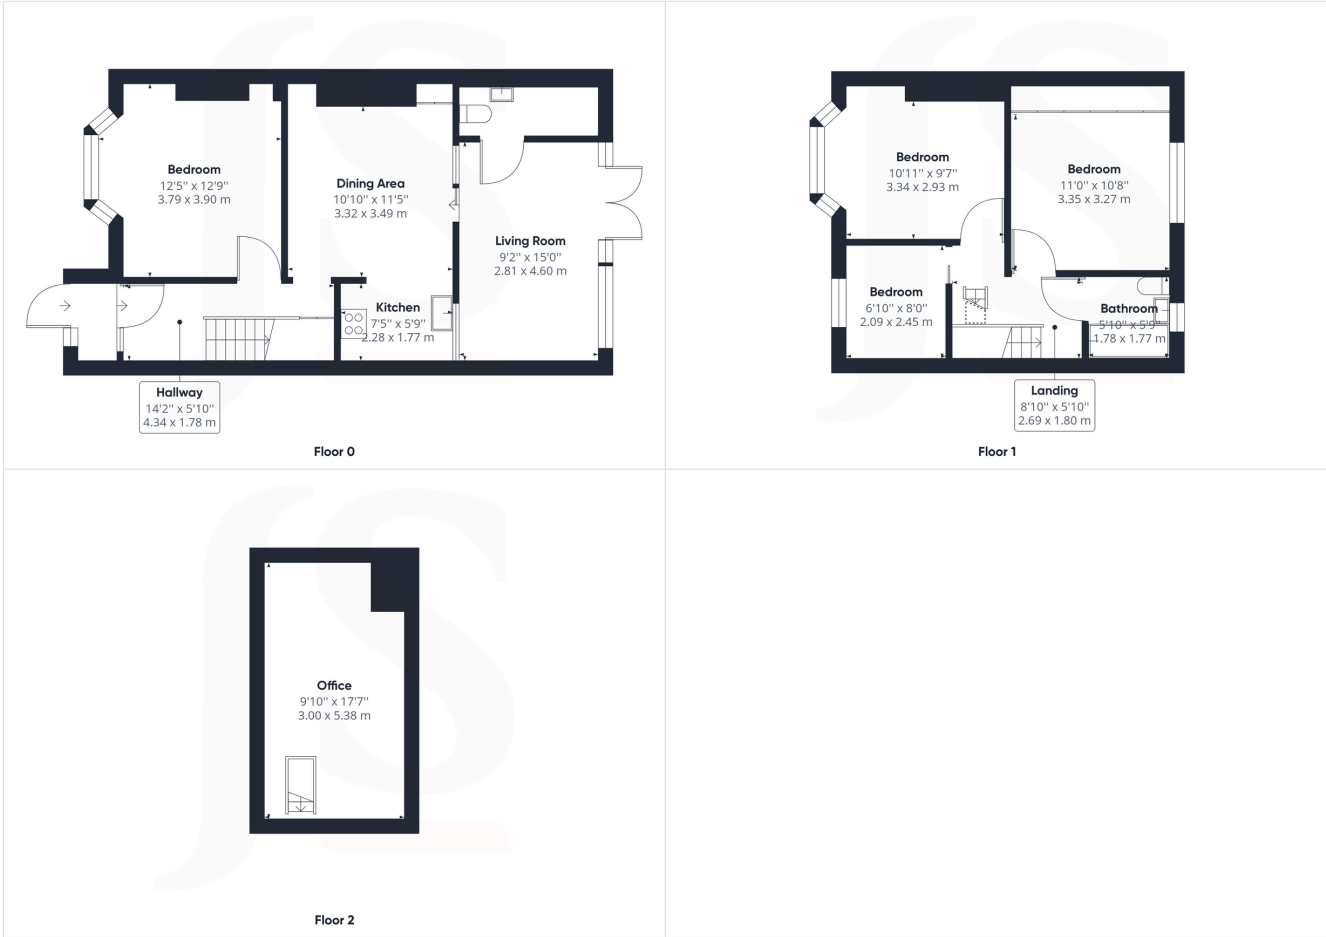 Bedroom
12'5" x 12'9"
3.79 x 3.90 m
Dining Area
10'10" x 11'5"
3.32 x 3.49 m
Living Room
9'2" x 15'0"
2.81 x 4.60 m
Kitchen
7'5" x 5'9"
2.28 x 1.77 m
Hallway
14'2" x 5'10"
4.34 x 1.78 m
Floor 0
Bedroom
10'11" x 9'7"
3.34 x 2.93 m
Bedroom
11'0" x 10'8"
3.35 x 3.27 m
Bedroom
6'10" x 8'0"
2.09 x 2.45 m
Bathroom
5'10" x 5'9"
1.78 x 1.77 m
Landing
8'10" x 5'10"
2.69 x 1.80 m
Floor 1
Office
9'10" x 17'7"
3.00 x 5.38 m
Floor 2